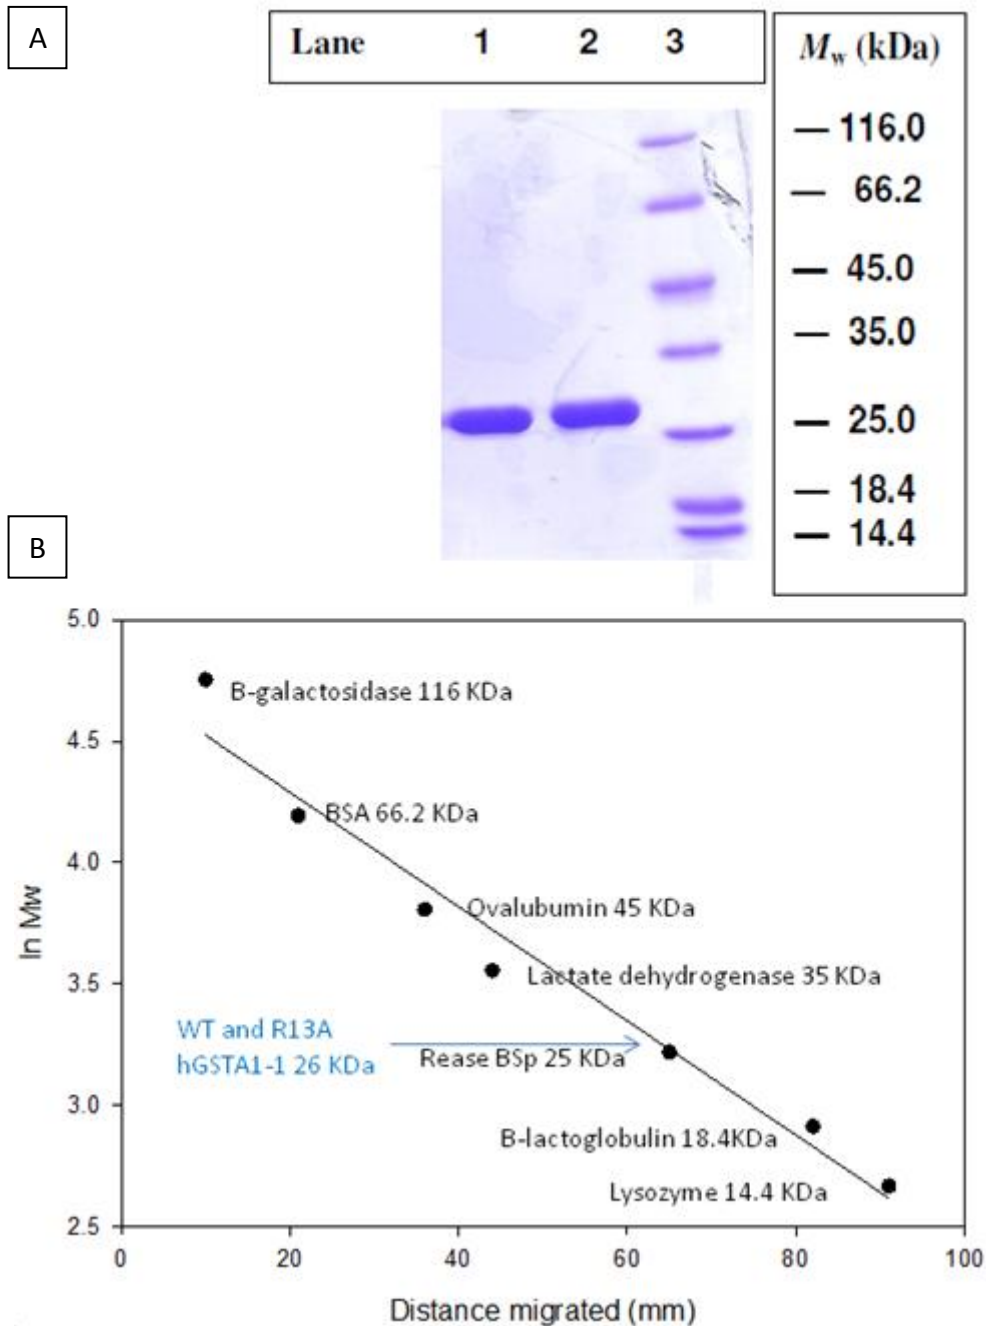 A
Lane 1 2 3
Mw (kDa)
116.0
66.2
45.0
35.0
25.0
18.4
14.4
B
5.0
4.5
4.0
3.5
3.0
2.5
ln Mw
B-galactosidase 116 KDa
BSA 66.2 KDa
Ovalubumin 45 KDa
Lactate dehydrogenase 35 KDa
WT and R13A
hGSTA1-1 26 KDa
Rease BSp 25 KDa
B-lactoglobulin 18.4KDa
Lysozyme 14.4 KDa
0 20 40 60 80 100
Distance migrated (mm)